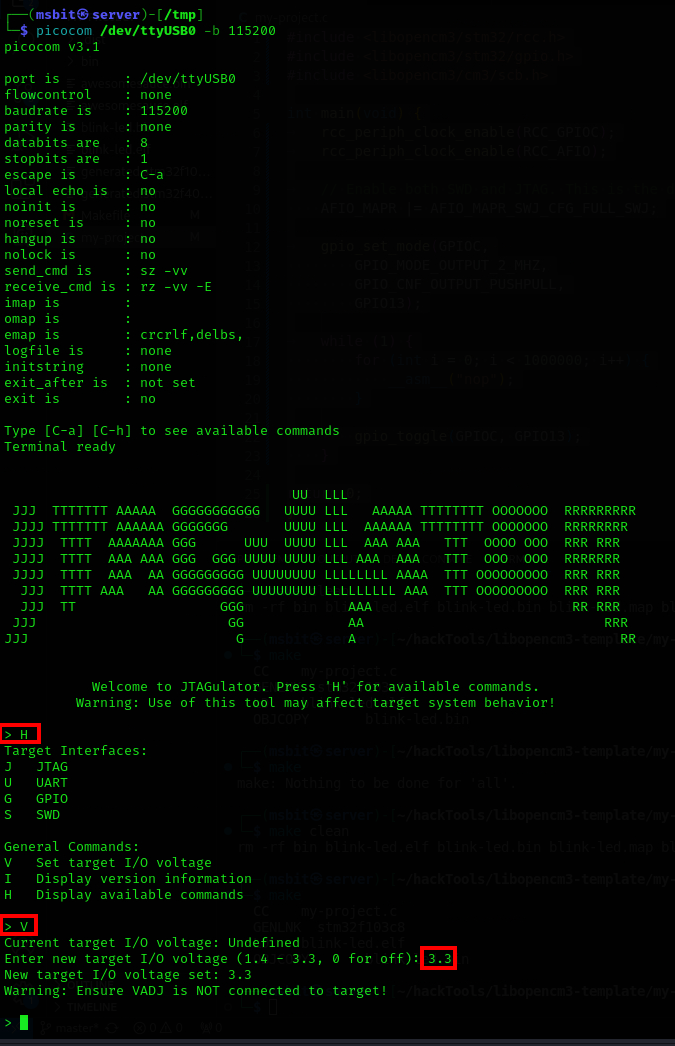 ┌──(msbit㉿server)-[/tmp]
└─$ picocom /dev/ttyUSB0 -b 115200
picocom v3.1
port is        : /dev/ttyUSB0
flowcontrol    : none
baudrate is    : 115200
parity is      : none
databits are   : 8
stopbits are   : 1
escape is      : C-a
local echo is  : no
noinit is      : no
noreset is     : no
hangup is      : no
nolock is      : no
send_cmd is    : sz -vv
receive_cmd is : rz -vv -E
imap is        :
omap is        :
emap is        : crcrlf,delbs,
logfile is     : none
initstring     : none
exit_after is  : not set
exit is        : no
Type [C-a] [C-h] to see available commands
Terminal ready
                                    UU  LLL
 JJJ  TTTTTTT AAAAA  GGGGGGGGGGG   UUUU LLL   AAAAA TTTTTTTT OOOOOOO  RRRRRRRRR
 JJJJ TTTTTTT AAAAAA GGGGGGG       UUUU LLL  AAAAAA TTTTTTTT OOOOOOO  RRRRRRRR
 JJJJ  TTTT  AAAAAAA GGG      UUU  UUUU LLL  AAA AAA   TTT  OOOO OOO  RRR RRR
 JJJJ  TTTT  AAA AAA GGG  GGG UUUU UUUU LLL AAA  AAA   TTT  OOO  OOO  RRRRRRR
 JJJJ  TTTT  AAA  AA GGGGGGGGG UUUUUUUU LLLLLLLL AAAA  TTT OOOOOOOOO  RRR RRR
  JJJ  TTTT AAA   AA GGGGGGGGG UUUUUUUU LLLLLLLLL AAA  TTT OOOOOOOOO  RRR RRR
  JJJ  TT                  GGG             AAA                         RR RRR
 JJJ                        GG             AA                              RRR
JJJ                          G             A                                 RR
Welcome to JTAGulator. Press 'H' for available commands.
Warning: Use of this tool may affect target system behavior!
> H
Target Interfaces:
J   JTAG
U   UART
G   GPIO
S   SWD
General Commands:
V   Set target I/O voltage
I   Display version information
H   Display available commands
> V
Current target I/O voltage: Undefined
Enter new target I/O voltage (1.4 - 3.3, 0 for off): 3.3
New target I/O voltage set: 3.3
Warning: Ensure VADJ is NOT connected to target!
>